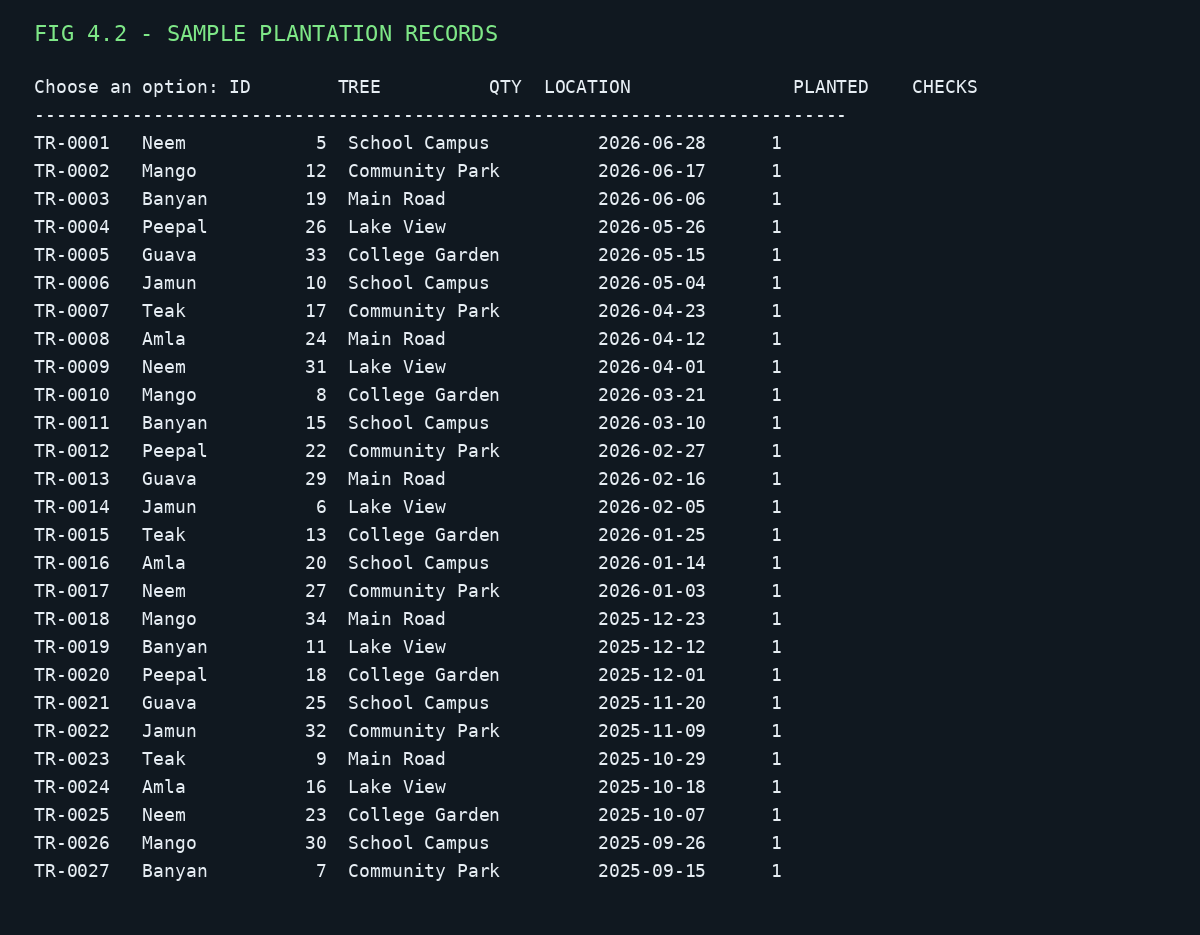 FIG 4.2 - SAMPLE PLANTATION RECORDS
Choose an option: ID        TREE          QTY  LOCATION               PLANTED    CHECKS
---------------------------------------------------------------------------
TR-0001   Neem            5  School Campus          2026-06-28      1
TR-0002   Mango          12  Community Park         2026-06-17      1
TR-0003   Banyan         19  Main Road              2026-06-06      1
TR-0004   Peepal         26  Lake View              2026-05-26      1
TR-0005   Guava          33  College Garden         2026-05-15      1
TR-0006   Jamun          10  School Campus          2026-05-04      1
TR-0007   Teak           17  Community Park         2026-04-23      1
TR-0008   Amla           24  Main Road              2026-04-12      1
TR-0009   Neem           31  Lake View              2026-04-01      1
TR-0010   Mango           8  College Garden         2026-03-21      1
TR-0011   Banyan         15  School Campus          2026-03-10      1
TR-0012   Peepal         22  Community Park         2026-02-27      1
TR-0013   Guava          29  Main Road              2026-02-16      1
TR-0014   Jamun           6  Lake View              2026-02-05      1
TR-0015   Teak           13  College Garden         2026-01-25      1
TR-0016   Amla           20  School Campus          2026-01-14      1
TR-0017   Neem           27  Community Park         2026-01-03      1
TR-0018   Mango          34  Main Road              2025-12-23      1
TR-0019   Banyan         11  Lake View              2025-12-12      1
TR-0020   Peepal         18  College Garden         2025-12-01      1
TR-0021   Guava          25  School Campus          2025-11-20      1
TR-0022   Jamun          32  Community Park         2025-11-09      1
TR-0023   Teak            9  Main Road              2025-10-29      1
TR-0024   Amla           16  Lake View              2025-10-18      1
TR-0025   Neem           23  College Garden         2025-10-07      1
TR-0026   Mango          30  School Campus          2025-09-26      1
TR-0027   Banyan          7  Community Park         2025-09-15      1